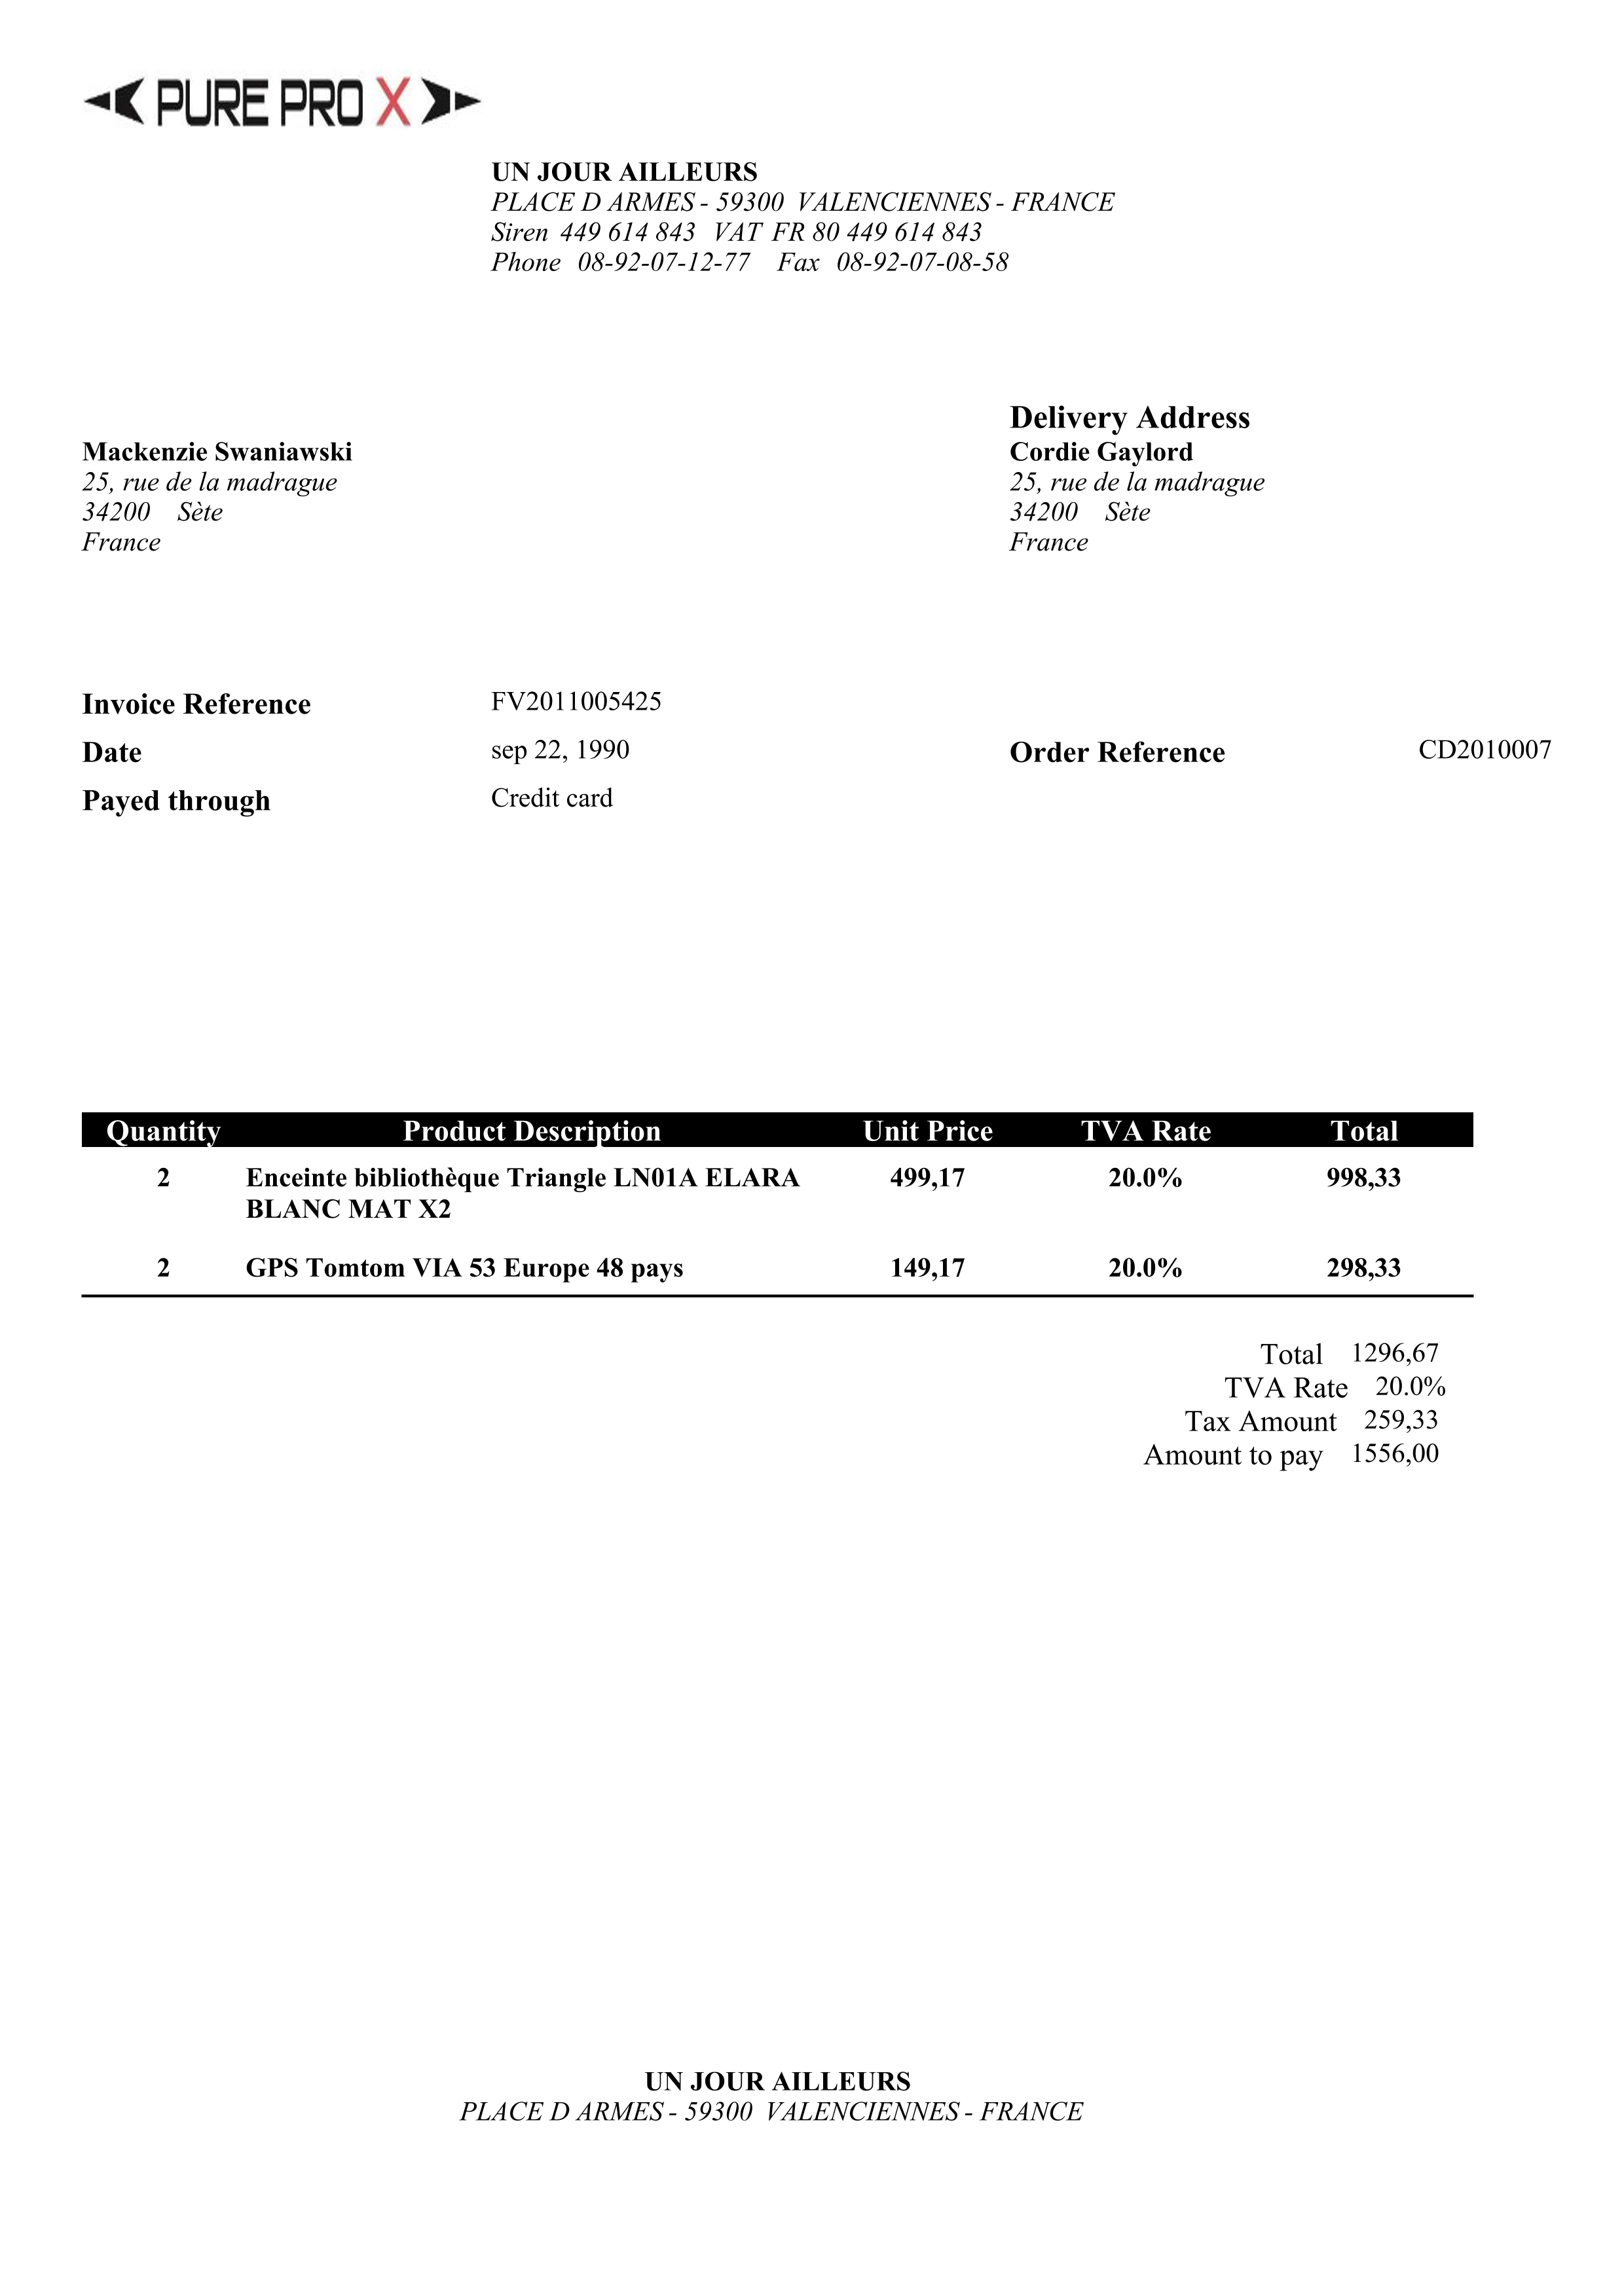 PURE PRO X
UN JOUR AILLEURS
PLACE D ARMES - 59300 VALENCIENNES - FRANCE
Siren 449 614 843 VAT FR 80 449 614 843
Phone 08-92-07-12-77 Fax 08-92-07-08-58
Delivery Address
Mackenzie Swaniawski
Cordie Gaylord
25, rue de la madrague
25, rue de la madrague
34200 Sète
34200 Sète
France
France
Invoice Reference FV2011005425
Date sep 22, 1990 Order Reference CD2010007
Payed through Credit card
Quantity Product Description Unit Price TVA Rate Total
2 Enceinte bibliothèque Triangle LN01A ELARA 499,17 20.0% 998,33
BLANC MAT X2
2 GPS Tomtom VIA 53 Europe 48 pays 149,17 20.0% 298,33
Total 1296,67
TVA Rate 20.0%
Tax Amount 259,33
Amount to pay 1556,00
UN JOUR AILLEURS
PLACE D ARMES - 59300 VALENCIENNES - FRANCE